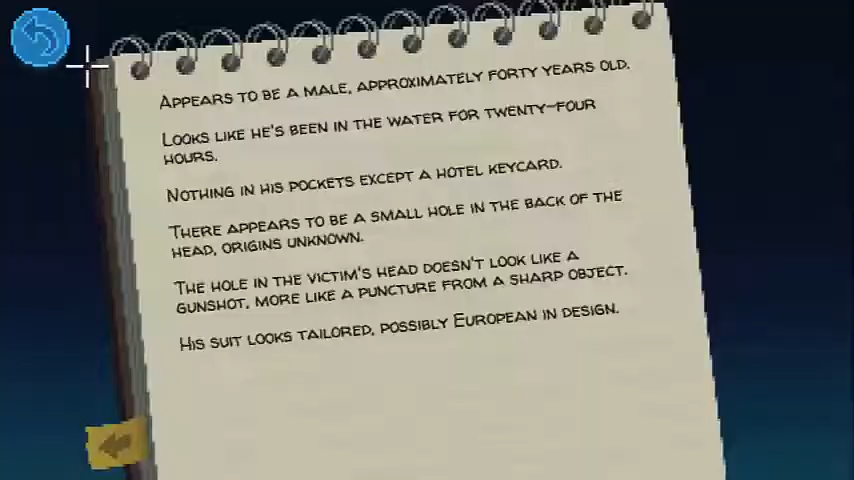 Appears to be a male, approximately forty years old.
Looks like he's been in the water for twenty-four
hours.
Nothing in his pockets except a hotel keycard.
There appears to be a small hole in the back of the
head, origins unknown.
The hole in the victim's head doesn't look like a
gunshot, more like a puncture from a sharp object.
His suit looks tailored, possibly European in design.